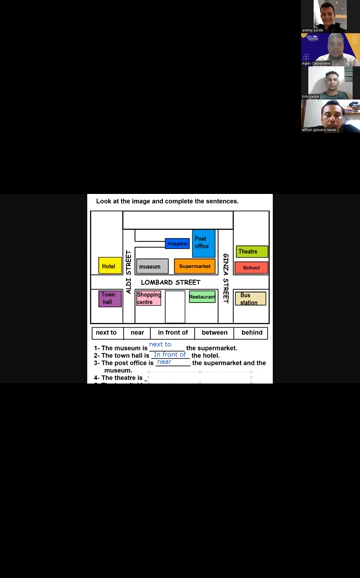 Look at the image and complete the sentences.
Post
office
Hospital
Theatre
Hotel
museum
Supermarket
School
ALDI STREET
GINZA STREET
LOMBARD STREET
Town
hall
Shopping
centre
Restaurant
Bus
station
next to near in front of between behind
1- The museum is next to the supermarket.
2- The town hall is In front of the hotel.
3- The post office is near the supermarket and the
museum.
4- The theatre is